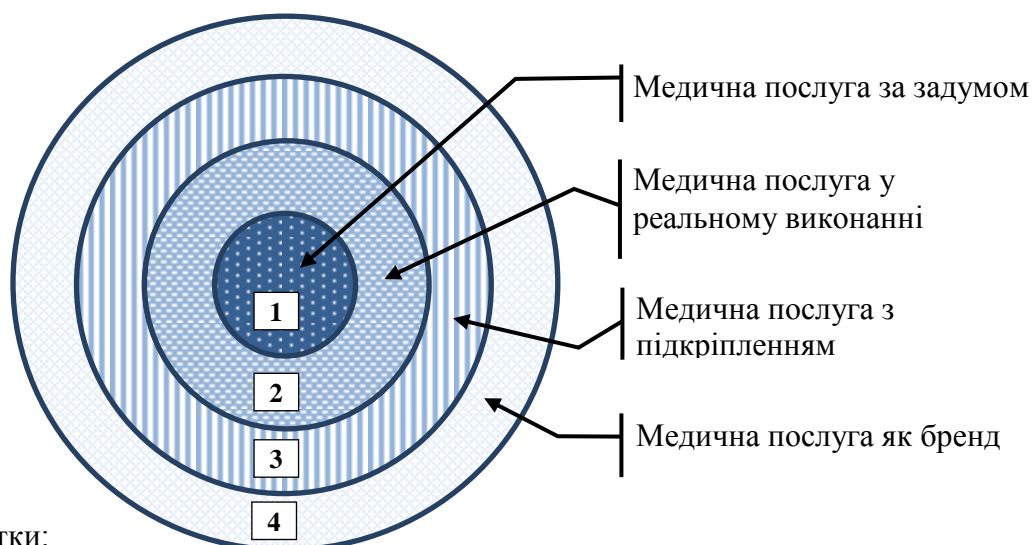 Медична послуга за задумом
Медична послуга у
реальному виконанні
Медична послуга з
підкріпленням
Медична послуга як бренд
1
2
3
4
тки: